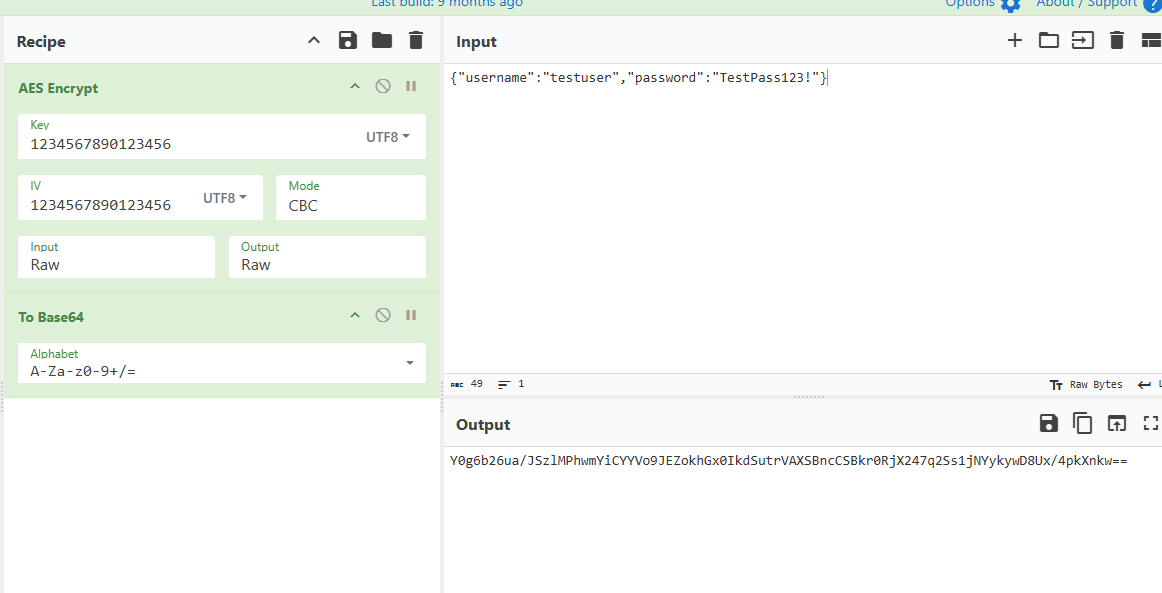 Last build: 9 months ago
Options
About / Support
Recipe
AES Encrypt
Key
1234567890123456
UTF8
IV
1234567890123456
UTF8
Mode
CBC
Input
Raw
Output
Raw
To Base64
Alphabet
A-Za-z0-9+/=
Input
{"username":"testuser","password":"TestPass123!"}
ABC 49 1
Tт Raw Bytes
Output
Y0g6b26ua/JSzlMPhwmYiCYYVo9JEZokhGx0IkdSutrVAXSBncCSBkr0RjX247q2Ss1jNYykywD8Ux/4pkXnkw==